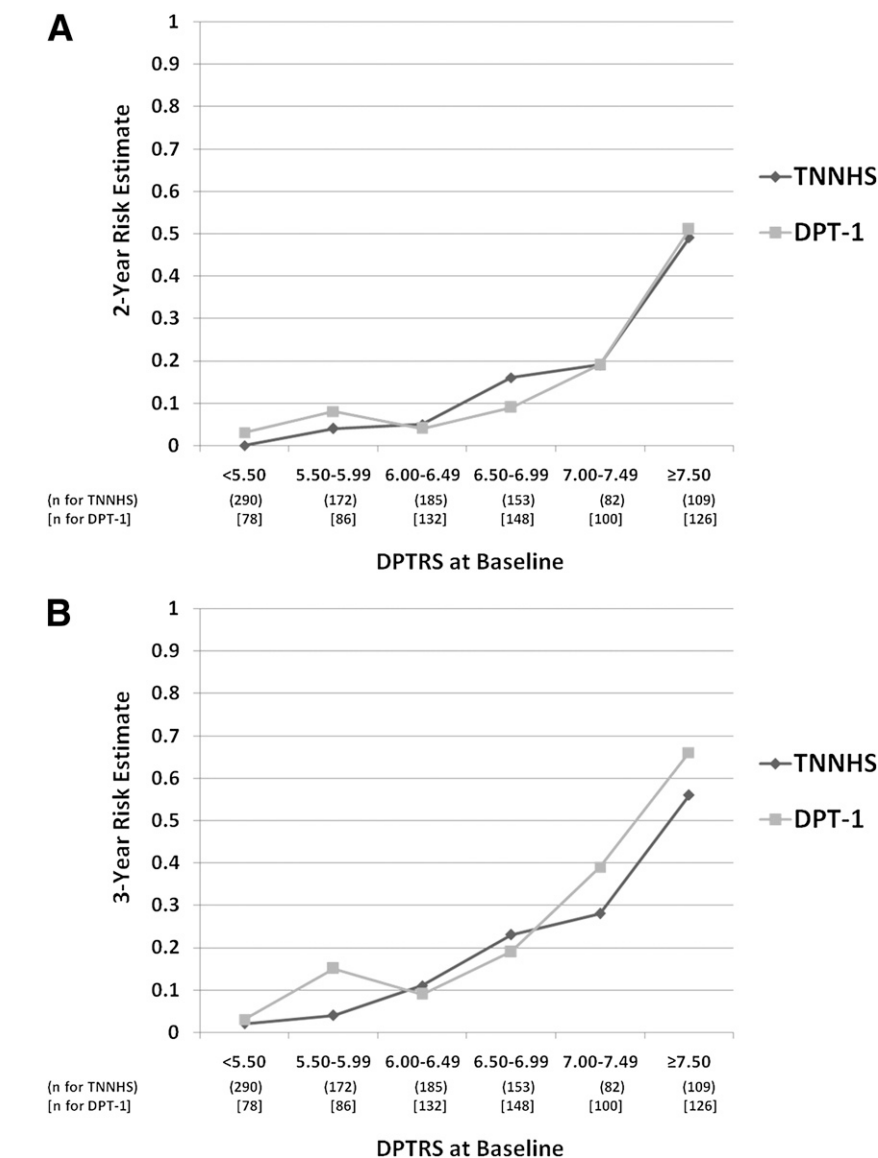 A
1
0.9
0.8
0.7
0.6
0.5
0.4
0.3
0.2
0.1
0
2-Year Risk Estimate
TNNHS
DPT-1
<5.50 5.50-5.99 6.00-6.49 6.50-6.99 7.00-7.49 ≥7.50
(n for TNNHS) (290) (172) (185) (153) (82) (109)
[n for DPT-1] [78] [86] [132] [148] [100] [126]
DPTRS at Baseline
B
1
0.9
0.8
0.7
0.6
0.5
0.4
0.3
0.2
0.1
0
3-Year Risk Estimate
TNNHS
DPT-1
<5.50 5.50-5.99 6.00-6.49 6.50-6.99 7.00-7.49 ≥7.50
(n for TNNHS) (290) (172) (185) (153) (82) (109)
[n for DPT-1] [78] [86] [132] [148] [100] [126]
DPTRS at Baseline